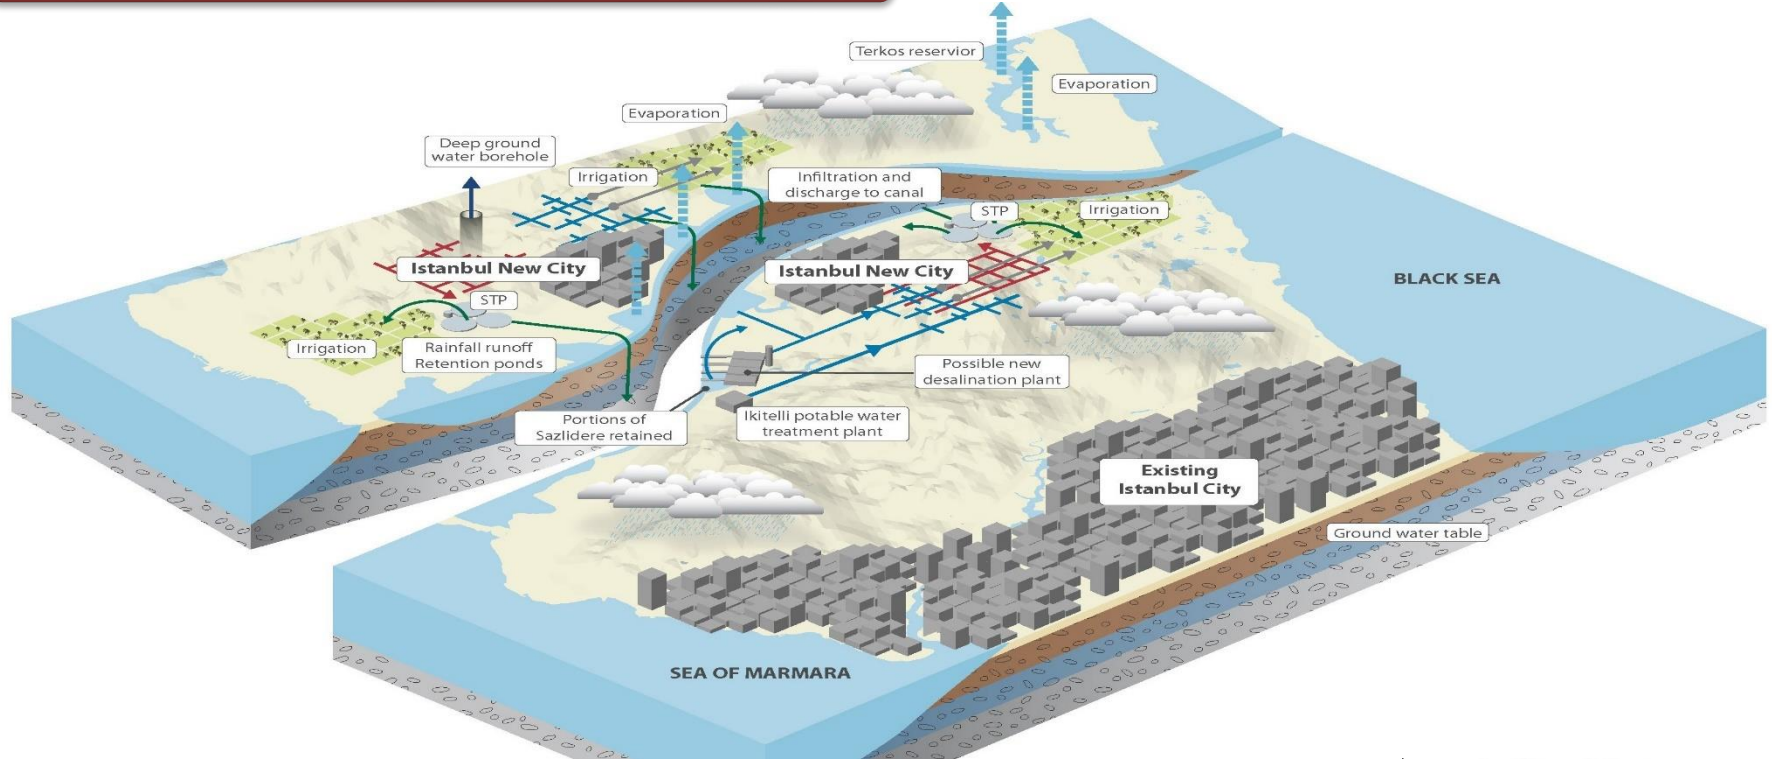 Terkos reservior
Evaporation
Evaporation
Deep ground
water borehole
Irrigation
Infiltration and
discharge to canal
STP
Irrigation
Istanbul New City
Istanbul New City
BLACK SEA
STP
Irrigation
Rainfall runoff
Retention ponds
Possible new
desalination plant
Portions of
Sazlidere retained
Ikitelli potable water
treatment plant
Existing
Istanbul City
Ground water table
SEA OF MARMARA